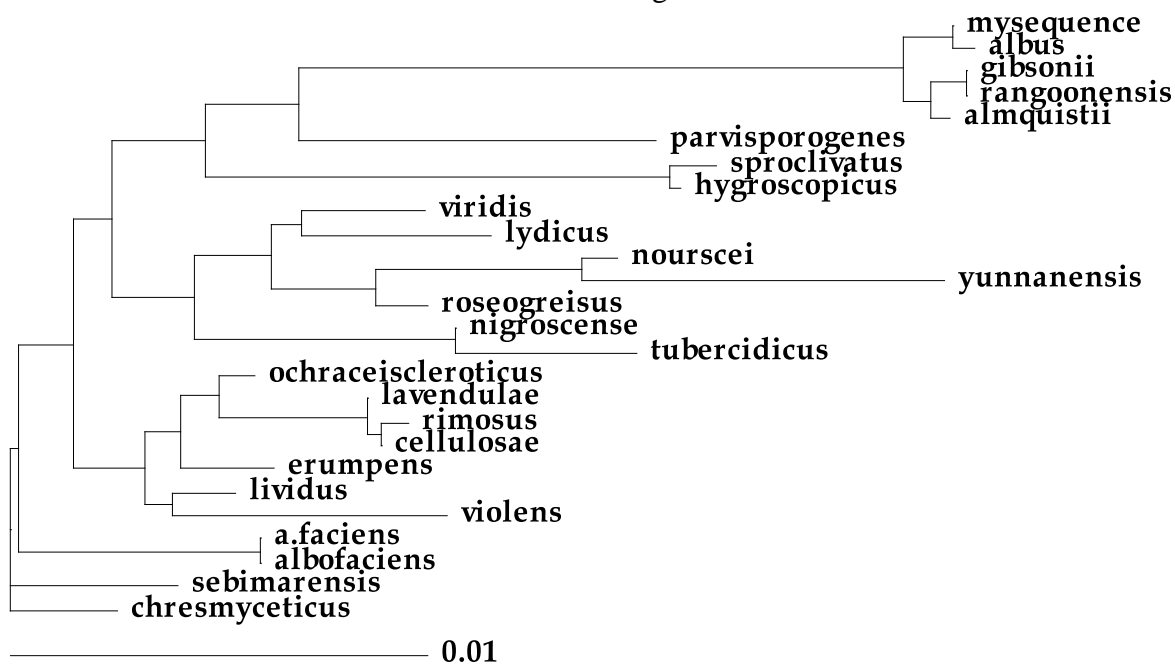 mysequence
albus
gibsonii
rangoonensis
almquistii
parvisporogenes
sproclivatus
hygroscopicus
viridis
lydicus
nourscei
yunnanensis
roseogreisus
nigroscense
tubercidicus
ochraceiscleroticus
lavendulae
rimosus
cellulosae
erumpens
lividus
violens
a.faciens
albofaciens
sebimarensis
chresmyceticus
0.01